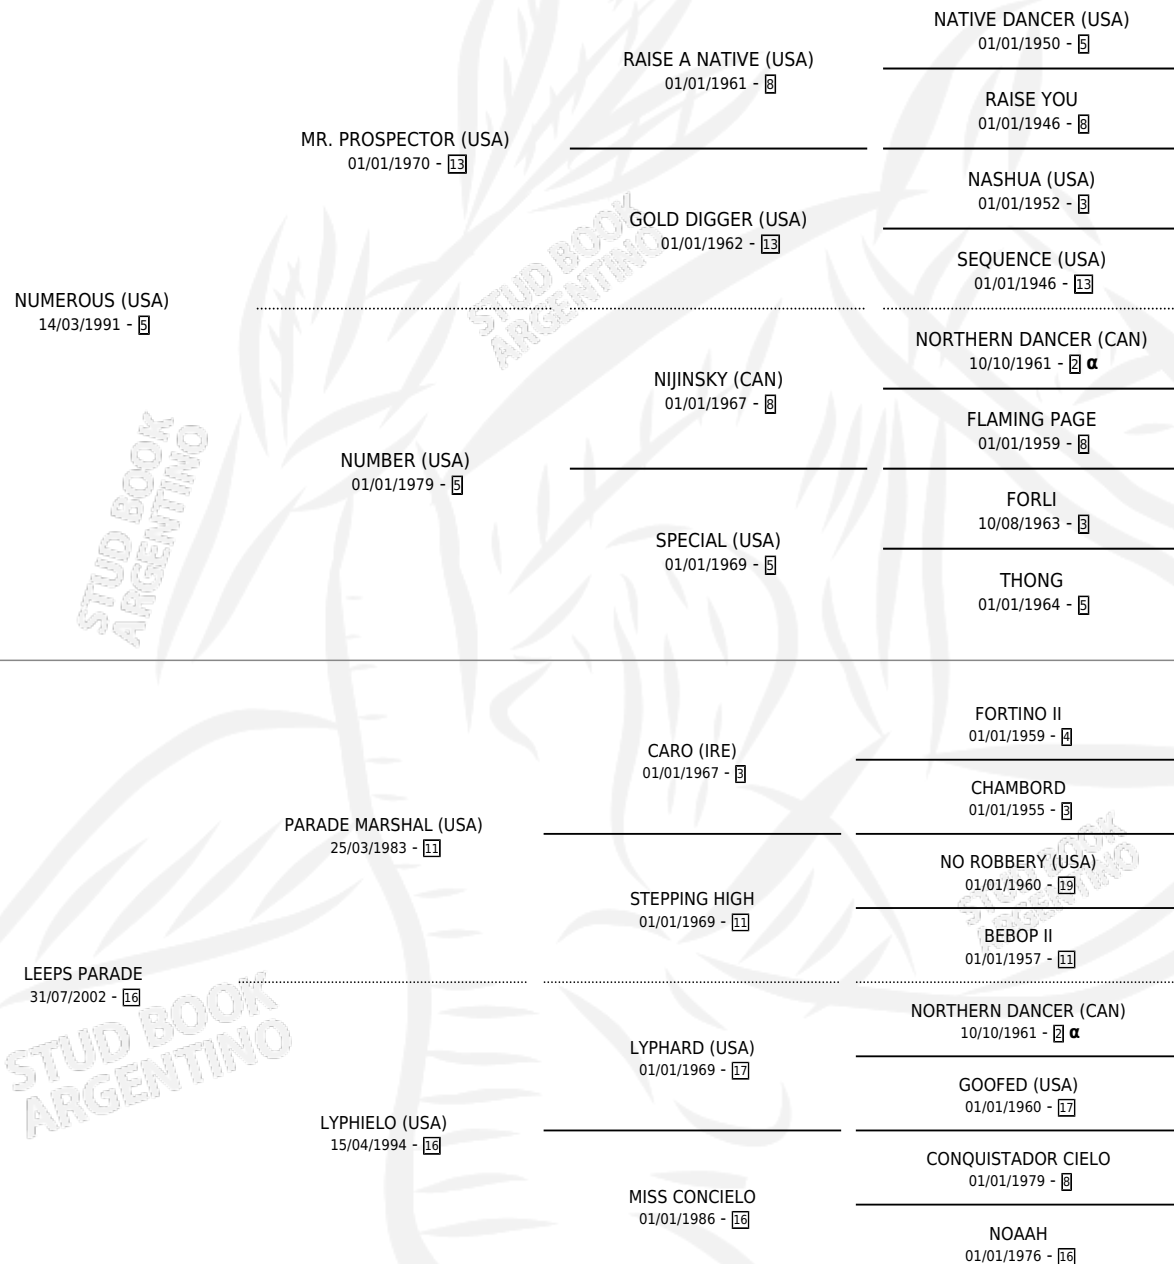 NATIVE DANCER (USA)
01/01/1950 - 5
RAISE A NATIVE (USA)
01/01/1961 - 8
RAISE YOU
01/01/1946 - 8
MR. PROSPECTOR (USA)
01/01/1970 - 13
NASHUA (USA)
01/01/1952 - 3
GOLD DIGGER (USA)
01/01/1962 - 13
SEQUENCE (USA)
01/01/1946 - 13
NUMEROUS (USA)
14/03/1991 - 5
NORTHERN DANCER (CAN)
10/10/1961 - 2 α
NIJINSKY (CAN)
01/01/1967 - 8
FLAMING PAGE
01/01/1959 - 8
NUMBER (USA)
01/01/1979 - 5
FORLI
10/08/1963 - 3
SPECIAL (USA)
01/01/1969 - 5
THONG
01/01/1964 - 5
STUD BOOK
ARGENTINO
STUD BOOK
ARGENTINO
FORTINO II
01/01/1959 - 4
CARO (IRE)
01/01/1967 - 3
CHAMBORD
01/01/1955 - 3
PARADE MARSHAL (USA)
25/03/1983 - 11
NO ROBBERY (USA)
01/01/1960 - 19
STEPPING HIGH
01/01/1969 - 11
BEBOP II
01/01/1957 - 11
LEEPS PARADE
31/07/2002 - 16
NORTHERN DANCER (CAN)
10/10/1961 - 2 α
LYPHARD (USA)
01/01/1969 - 17
GOOFED (USA)
01/01/1960 - 17
LYPHIELO (USA)
15/04/1994 - 16
CONQUISTADOR CIELO
01/01/1979 - 8
MISS CONCIELO
01/01/1986 - 16
NOAAH
01/01/1976 - 16
STUD BOOK
ARGENTINO
STUD BOOK
ARGENTINO